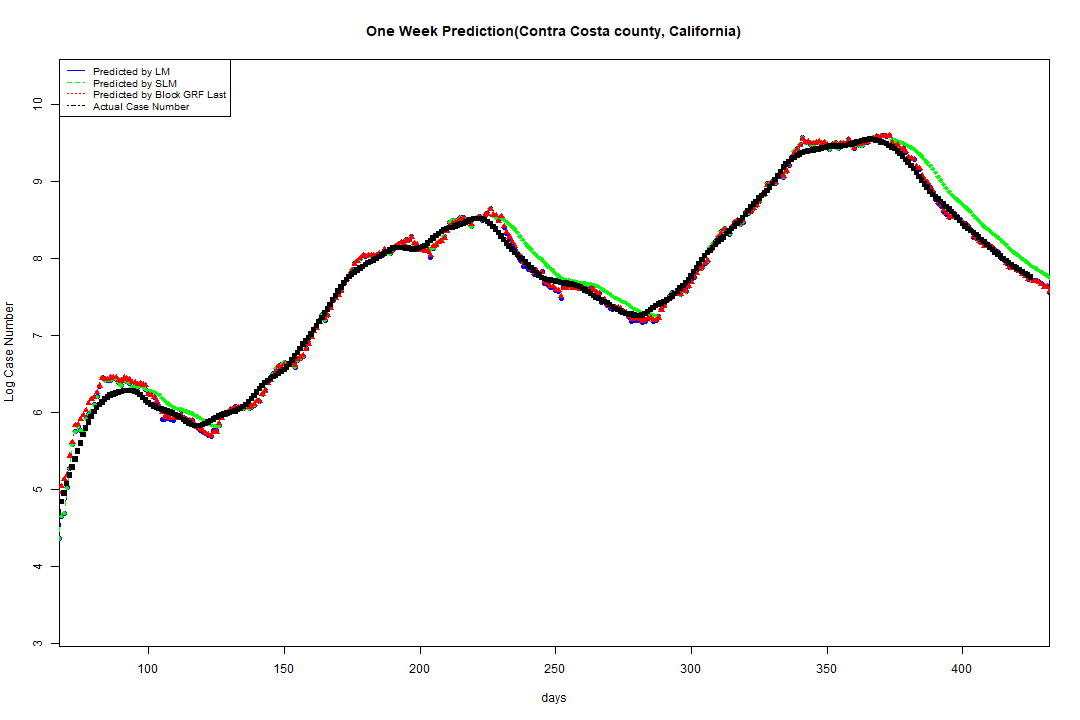 One Week Prediction(Contra Costa county, California)
Predicted by LM
Predicted by SLM
Predicted by Block GRF Last
Actual Case Number
10
9
8
7
6
5
4
3
Log Case Number
100 150 200 250 300 350 400
days